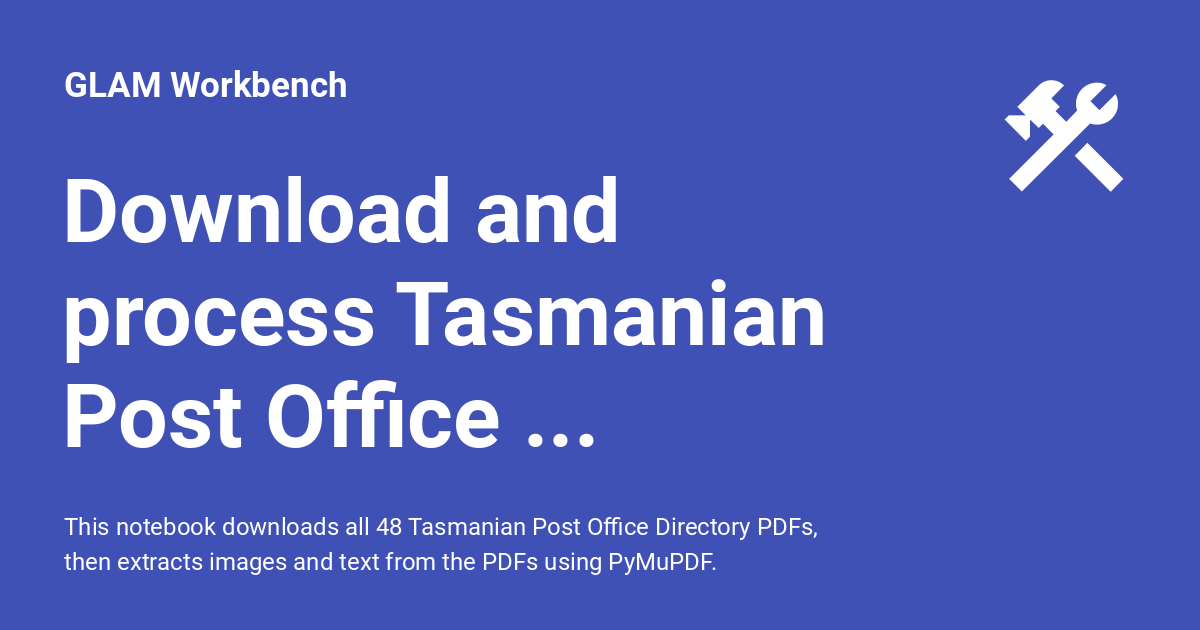 GLAM Workbench
Download and
process Tasmanian
Post Office ...
This notebook downloads all 48 Tasmanian Post Office Directory PDFs,
then extracts images and text from the PDFs using PyMuPDF.